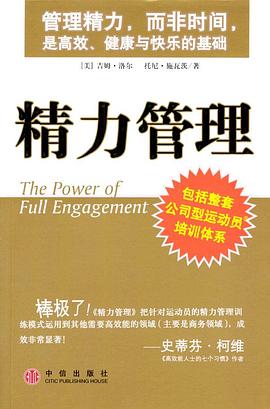 管理精力，而非时间，
是高效、健康与快乐的基础
［美］吉姆·洛尔 托尼·施瓦茨/著
精力管理
The Power of
Full Engagement
包括整套
公司型运动员
培训体系
棒极了!《精力管理》把针对运动员的精力管理训
练模式运用到其他需要高效能的领域（主要是商务领域），成
效非常显著!
——史蒂芬·柯维
《高效能人士的七个习惯》作者
中信出版社
CITIC PUBLISHING HOUSE